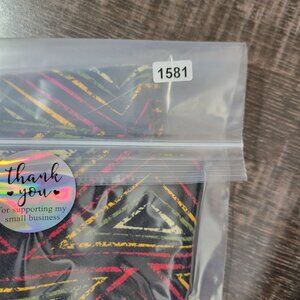 1581
thank
you
for supporting my
small business